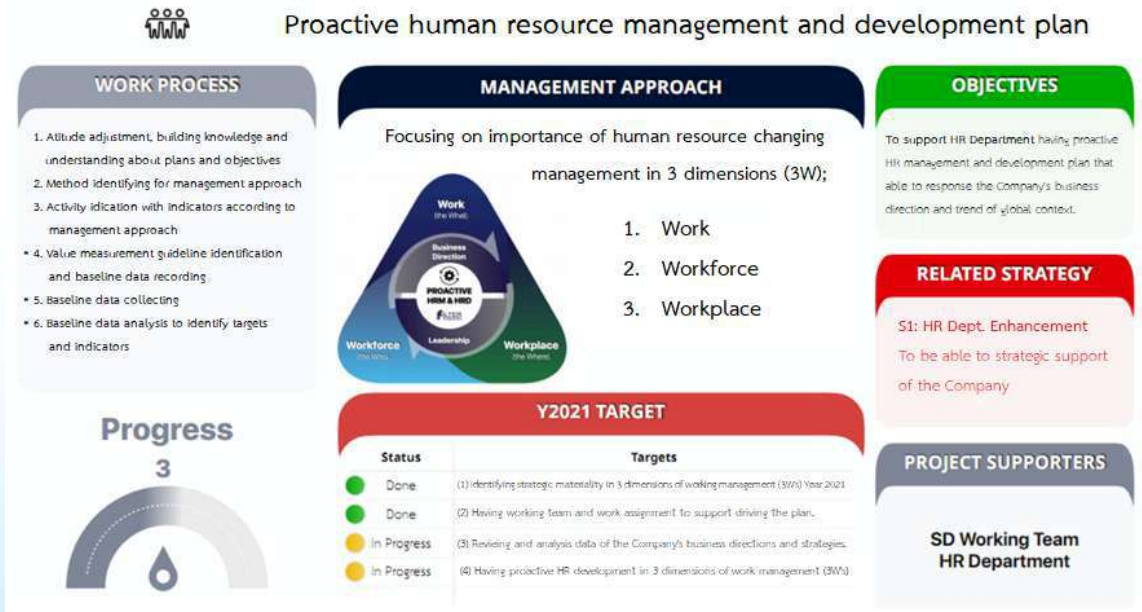 Proactive human resource management and development plan
WORK PROCESS
1. Atitude adjustment, building knowledge and
understanding about plans and objectives
2. Method identifying for management approach
3. Activity idication with indicators according to
management approach
• 4. Value measurement guideline identification
and baseline data recording
• 5. Baseline data collecting
• 6. Baseline data analysis to identify targets
and indicators
Progress
3
MANAGEMENT APPROACH
Focusing on importance of human resource changing
management in 3 dimensions (3W);
Work
(the What)
Business
Direction
PROACTIVE
HRM & HRD
Leadership
Workforce
(the Who)
Workplace
(the Where)
1. Work
2. Workforce
3. Workplace
Y2021 TARGET
Status Targets
Done (1) Identifying strategic materiality in 3 dimensions of working management (3Ws) Year 2021
Done (2) Having working team and work assignment to support driving the plan.
In Progress (3) Reviewing and analysis data of the Company's business directions and strategies.
In Progress (4) Having proactive HR development in 3 dimensions of work management (3Ws)
OBJECTIVES
To support HR Department having proactive
HR management and development plan that
able to response the Company's business
direction and trend of global context.
RELATED STRATEGY
S1: HR Dept. Enhancement
To be able to strategic support
of the Company
PROJECT SUPPORTERS
SD Working Team
HR Department